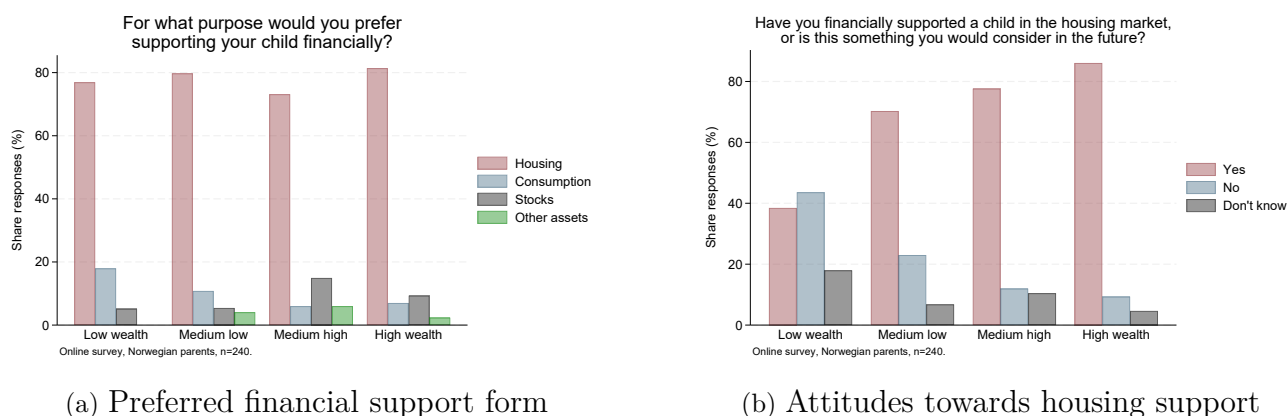 For what purpose would you prefer
supporting your child financially?
Share responses (%)
80
60
40
20
0
Low wealth
Medium low
Medium high
High wealth
Housing
Consumption
Stocks
Other assets
Online survey, Norwegian parents, n=240.
(a) Preferred financial support form
Have you financially supported a child in the housing market,
or is this something you would consider in the future?
Share responses (%)
80
60
40
20
0
Low wealth
Medium low
Medium high
High wealth
Yes
No
Don't know
Online survey, Norwegian parents, n=240.
(b) Attitudes towards housing support